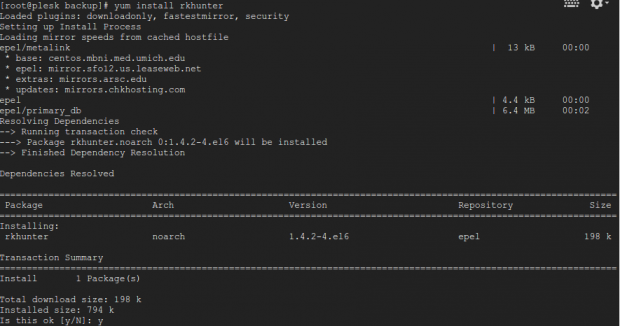 [root@plesk backup]# yum install rkhunter
Loaded plugins: downloadonly, fastestmirror, security
Setting up Install Process
Loading mirror speeds from cached hostfile
epel/metalink | 13 kB 00:00
* base: centos.mbni.med.umich.edu
* epel: mirror.sfo12.us.leaseweb.net
* extras: mirrors.arsc.edu
* updates: mirrors.chkhosting.com
epel | 4.4 kB 00:00
epel/primary_db | 6.4 MB 00:02
Resolving Dependencies
--> Running transaction check
---> Package rkhunter.noarch 0:1.4.2-4.el6 will be installed
--> Finished Dependency Resolution
Dependencies Resolved
Package Arch Version Repository Size
Installing:
rkhunter noarch 1.4.2-4.el6 epel 198 k
Transaction Summary
Install 1 Package(s)
Total download size: 198 k
Installed size: 794 k
Is this ok [y/N]: y